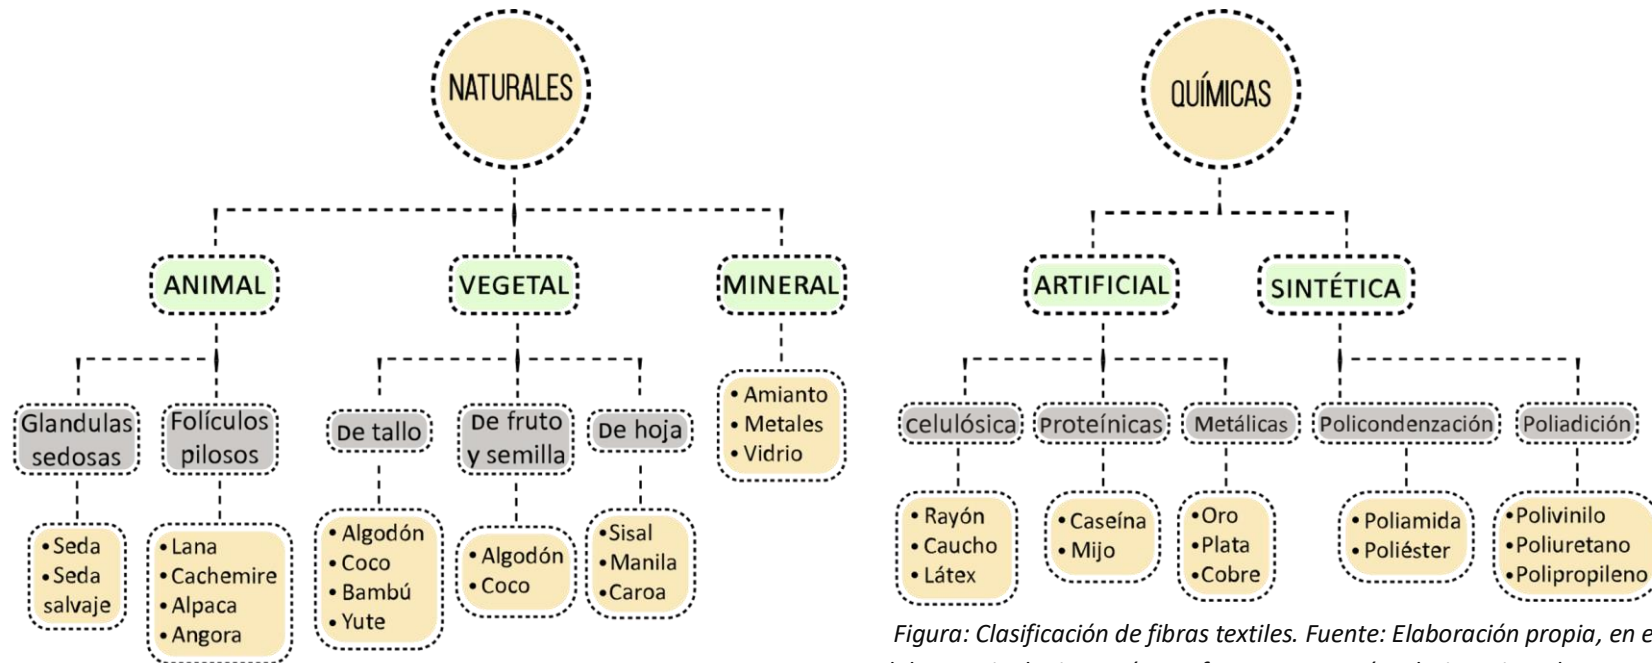 NATURALES
ANIMAL
Glandulas
sedosas
• Seda
• Seda
salvaje
Folículos
pilosos
• Lana
• Cachemire
• Alpaca
• Angora
VEGETAL
De tallo
• Algodón
• Coco
• Bambú
• Yute
De fruto
y semilla
• Algodón
• Coco
De hoja
• Sisal
• Manila
• Caroa
MINERAL
• Amianto
• Metales
• Vidrio
QUÍMICAS
ARTIFICIAL
Celulósica
• Rayón
• Caucho
• Látex
Proteínicas
• Caseína
• Mijo
Metálicas
• Oro
• Plata
• Cobre
SINTÉTICA
Policondenzación
• Poliamida
• Poliéster
Poliadición
• Polivinilo
• Poliuretano
• Polipropileno
Figura: Clasificación de fibras textiles. Fuente: Elaboración propia, en